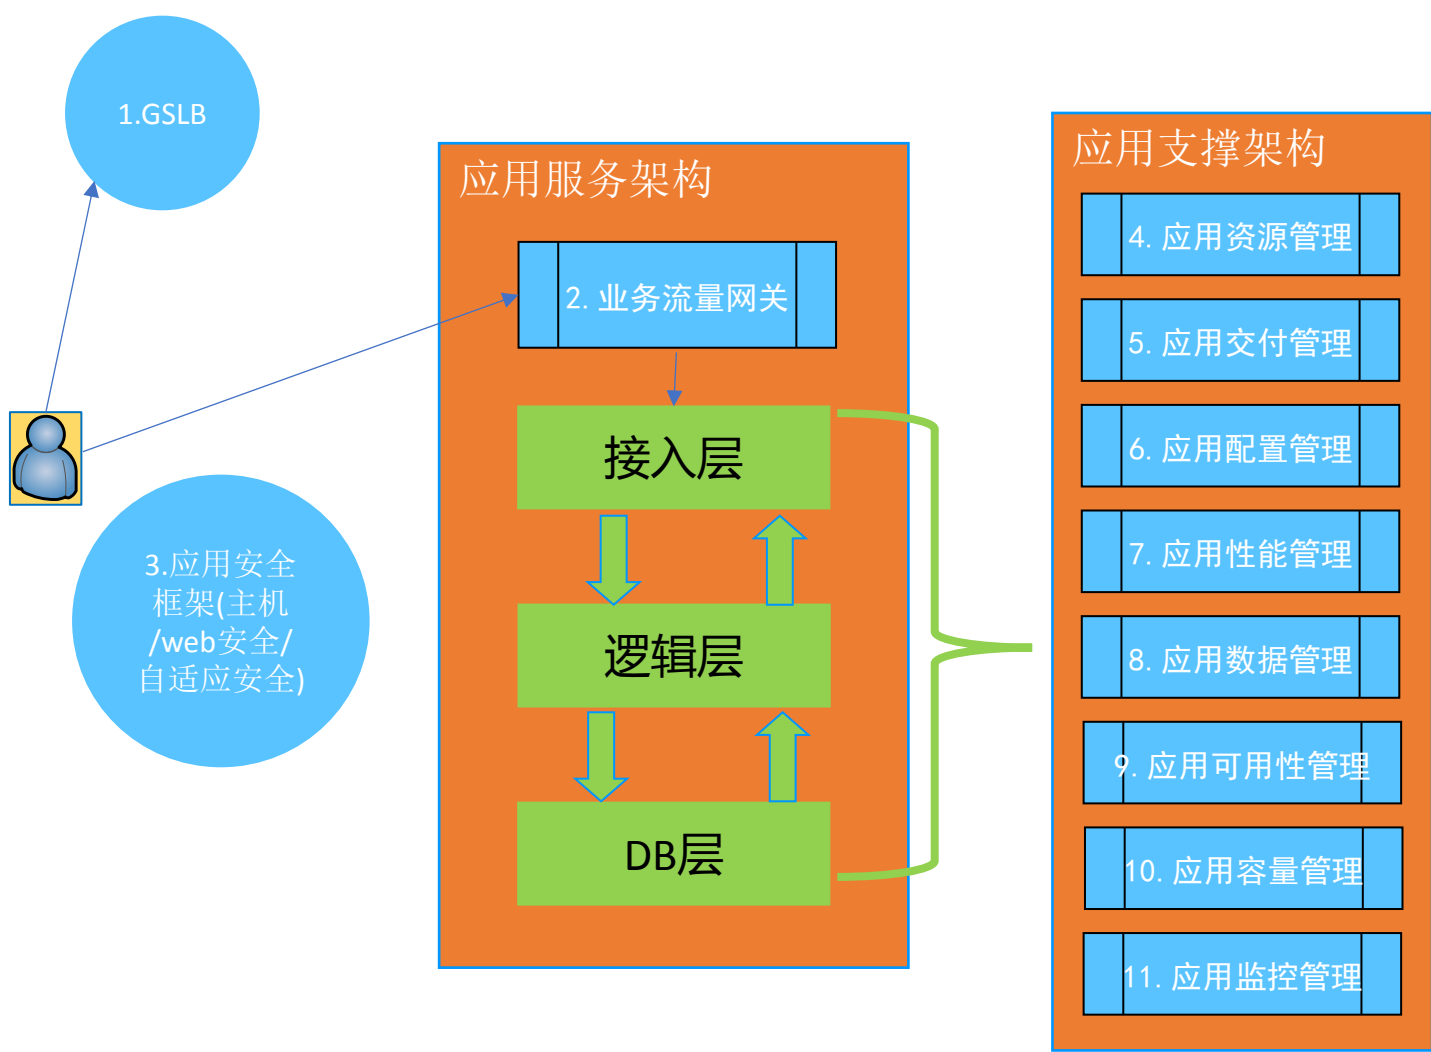 1.GSLB
应用服务架构
2.业务流量网关
接入层
逻辑层
DB层
3.应用安全
框架(主机
/web安全/
自适应安全)
应用支撑架构
4.应用资源管理
5.应用交付管理
6.应用配置管理
7.应用性能管理
8.应用数据管理
9.应用可用性管理
10.应用容量管理
11.应用监控管理